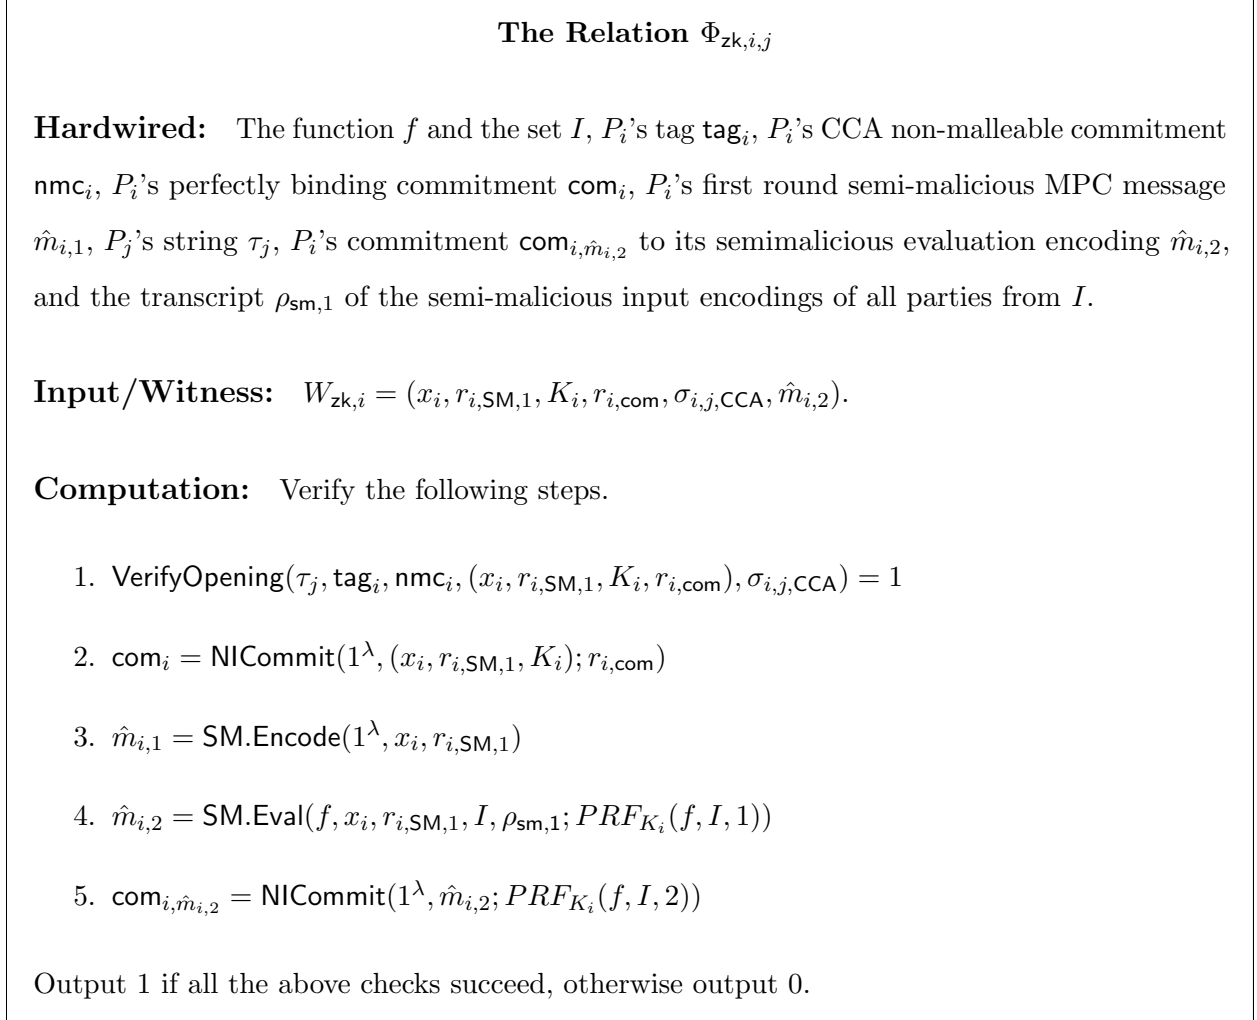 The Relation Φ_{zk,i,j}
Hardwired: The function f and the set I, P_i's tag tag_i, P_i's CCA non-malleable commitment
nmc_i, P_i's perfectly binding commitment com_i, P_i's first round semi-malicious MPC message
m̂_{i,1}, P_j's string τ_j, P_i's commitment com_{i,m̂_{i,2}} to its semimalicious evaluation encoding m̂_{i,2},
and the transcript ρ_{sm,1} of the semi-malicious input encodings of all parties from I.
Input/Witness: W_{zk,i} = (x_i, r_{i,SM,1}, K_i, r_{i,com}, σ_{i,j,CCA}, m̂_{i,2}).
Computation: Verify the following steps.
1. VerifyOpening(τ_j, tag_i, nmc_i, (x_i, r_{i,SM,1}, K_i, r_{i,com}), σ_{i,j,CCA}) = 1
2. com_i = NICommit(1^λ, (x_i, r_{i,SM,1}, K_i); r_{i,com})
3. m̂_{i,1} = SM.Encode(1^λ, x_i, r_{i,SM,1})
4. m̂_{i,2} = SM.Eval(f, x_i, r_{i,SM,1}, I, ρ_{sm,1}; PRF_{K_i}(f, I, 1))
5. com_{i,m̂_{i,2}} = NICommit(1^λ, m̂_{i,2}; PRF_{K_i}(f, I, 2))
Output 1 if all the above checks succeed, otherwise output 0.